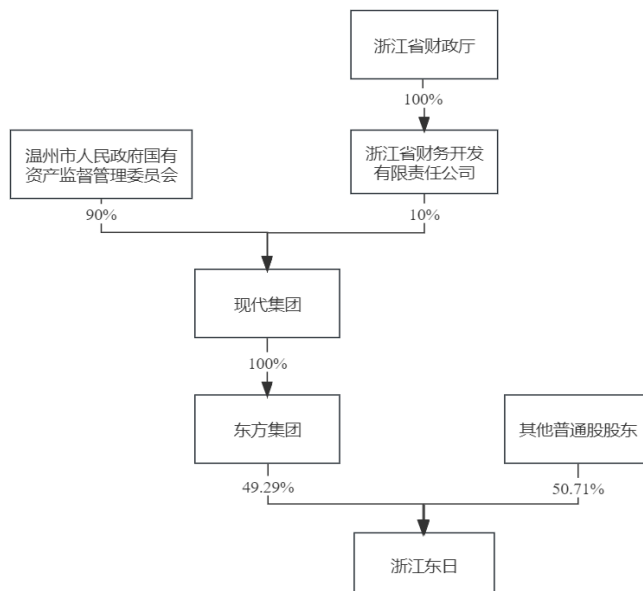 浙江省财政厅
100%
温州市人民政府国有
资产监督管理委员会
浙江省财务开发
有限责任公司
90%
10%
现代集团
100%
东方集团
其他普通股股东
49.29%
50.71%
浙江东日